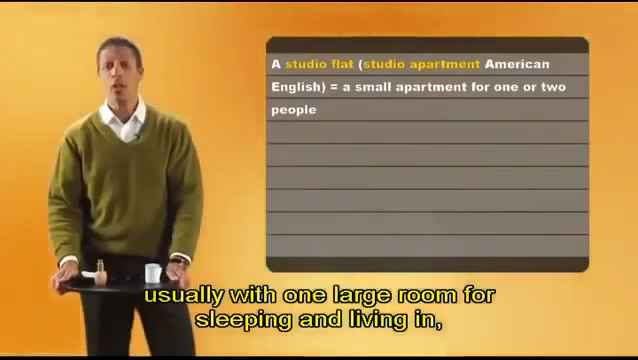 A studio flat (studio apartment American
English) = a small apartment for one or two
people
usually with one large room for
sleeping and living in,